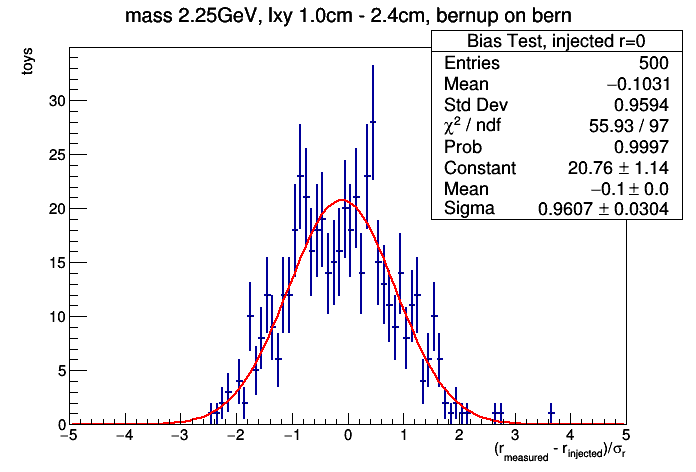 mass 2.25GeV, lxy 1.0cm - 2.4cm, bernup on bern
Bias Test, injected r=0
Entries 500
Mean −0.1031
Std Dev 0.9594
χ² / ndf 55.93 / 97
Prob 0.9997
Constant 20.76 ± 1.14
Mean −0.1 ± 0.0
Sigma 0.9607 ± 0.0304
toys
30
25
20
15
10
5
0
−5 −4 −3 −2 −1 0 1 2 3 4 5
(r_measured - r_injected)/σ_r